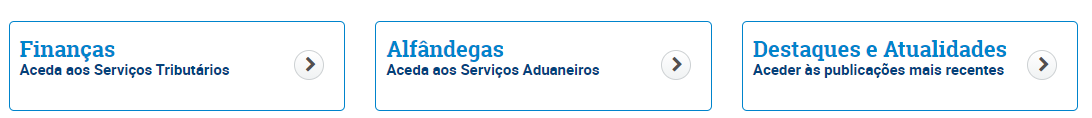 Finanças
Aceda aos Serviços Tributários
Alfândegas
Aceda aos Serviços Aduaneiros
Destaques e Atualidades
Aceder às publicações mais recentes